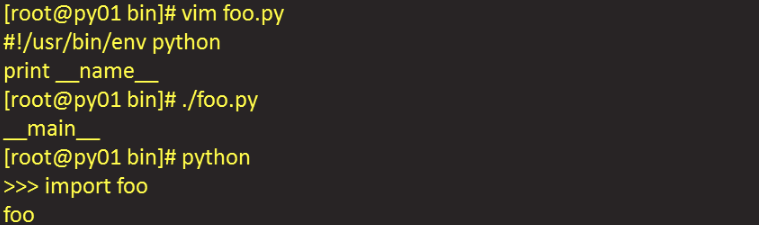 [root@py01 bin]# vim foo.py
#!/usr/bin/env python
print __name__
[root@py01 bin]# ./foo.py
__main__
[root@py01 bin]# python
>>> import foo
foo